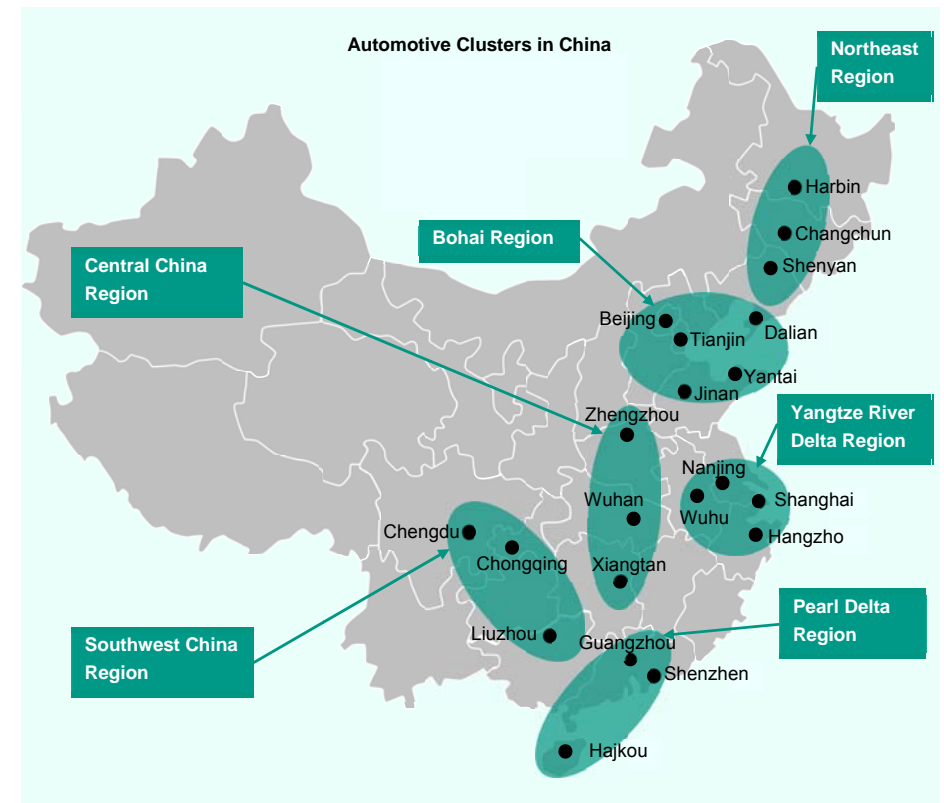 Automotive Clusters in China
Northeast
Region
Harbin
Changchun
Shenyan
Bohai Region
Central China
Region
Beijing
Tianjin
Dalian
Yantai
Jinan
Zhengzhou
Yangtze River
Delta Region
Nanjing
Wuhan
Wuhu
Shanghai
Hangzho
Chengdu
Chongqing
Xiangtan
Pearl Delta
Region
Southwest China
Region
Liuzhou
Guangzhou
Shenzhen
Hajkou